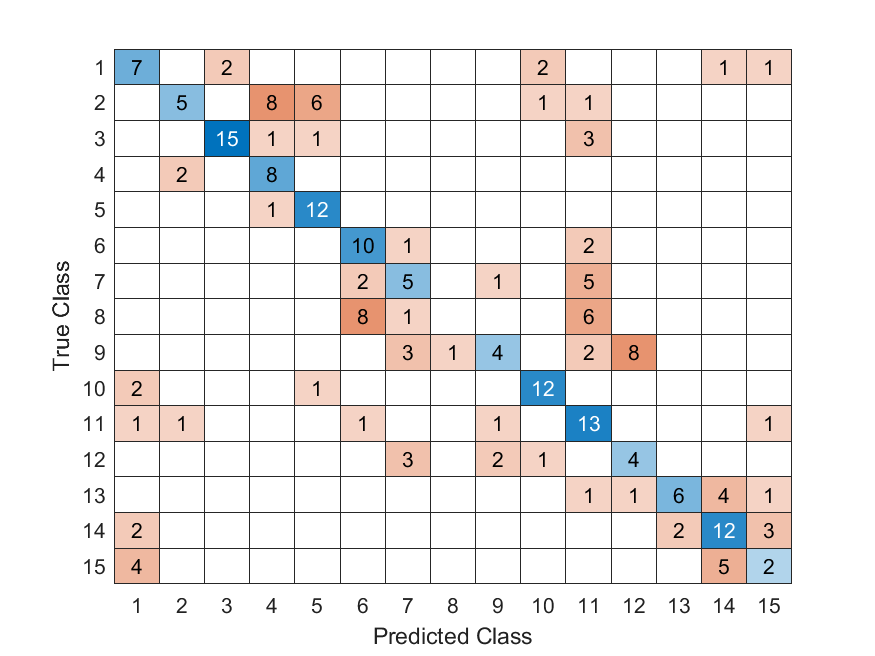 1 7 2 2 1 1
2 5 8 6 1 1
3 15 1 1 3
4 2 8
5 1 12
6 10 1 2
7 2 5 1 5
8 8 1 6
9 3 1 4 2 8
10 2 1 12
11 1 1 1 1 13 1
12 3 2 1 4
13 1 1 6 4 1
14 2 2 12 3
15 4 5 2
1 2 3 4 5 6 7 8 9 10 11 12 13 14 15
True Class
Predicted Class